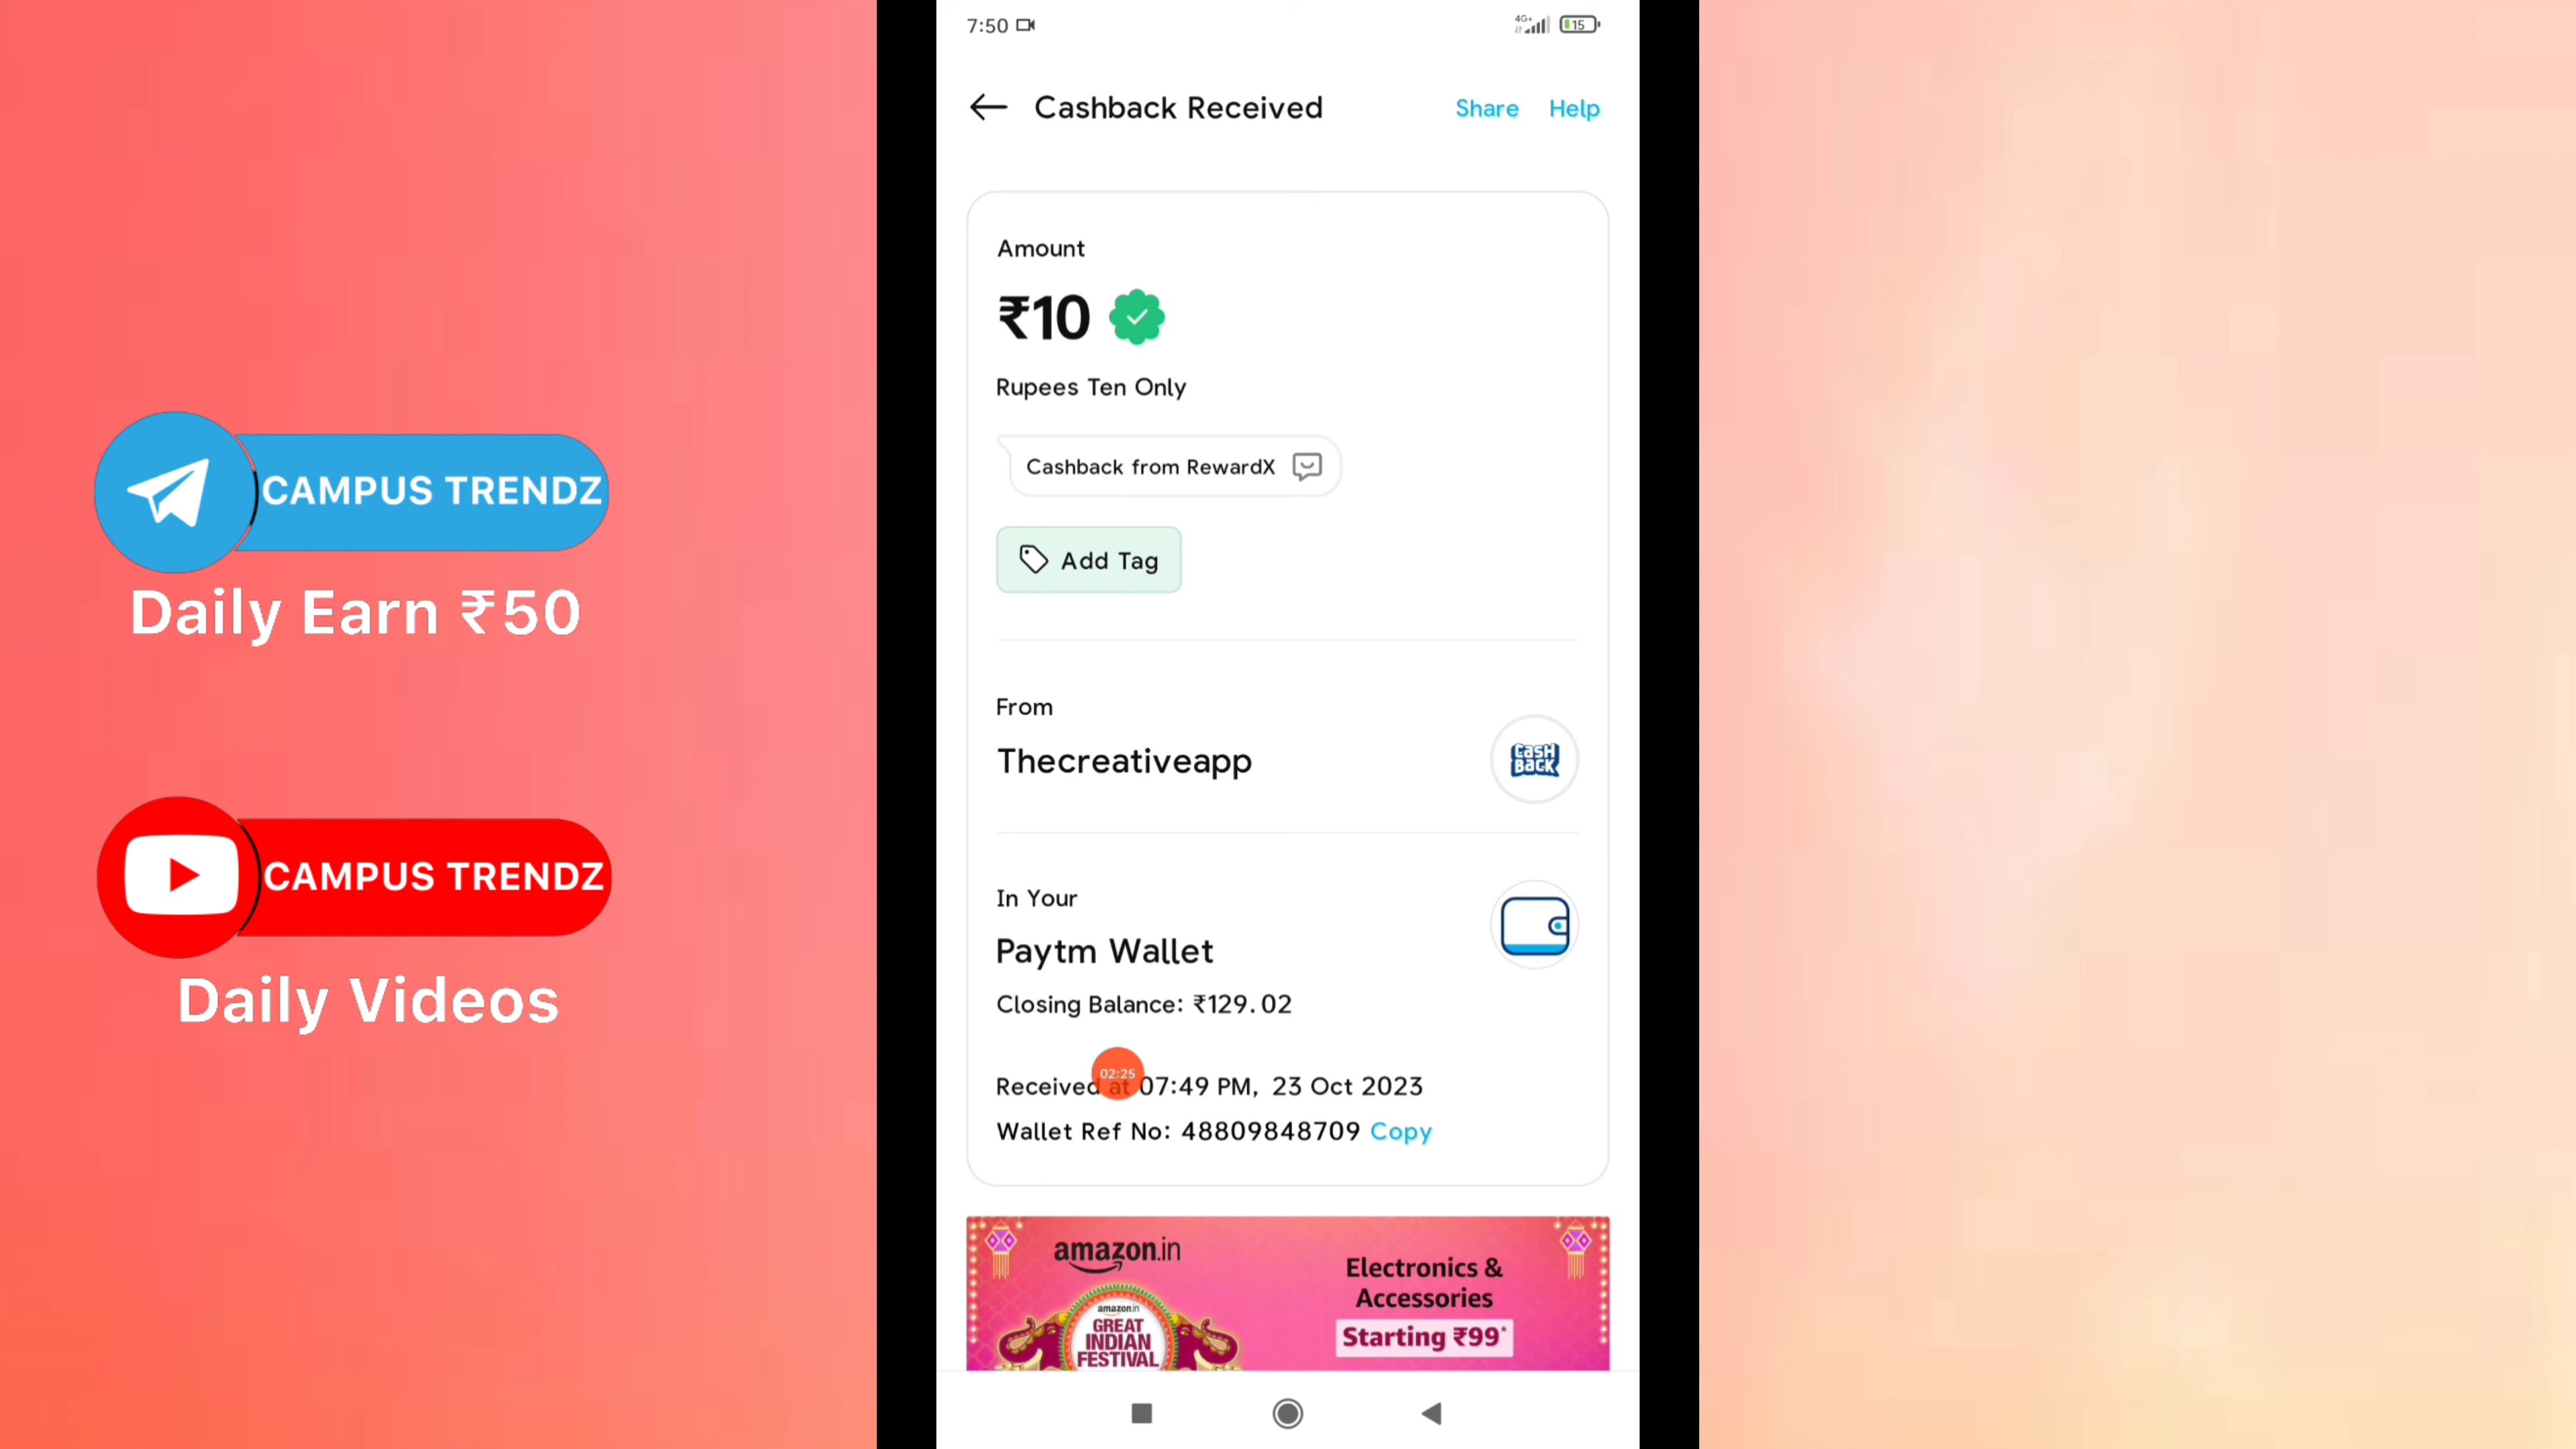 CAMPUS TRENDZ
Daily Earn ₹50
CAMPUS TRENDZ
Daily Videos
7:50
4G+
15
Cashback Received
Share Help
Amount
₹10
Rupees Ten Only
Cashback from RewardX
Add Tag
From
Thecreativeapp
CASH
BACK
In Your
Paytm Wallet
Closing Balance: ₹129.02
02:25
Received at 07:49 PM, 23 Oct 2023
Wallet Ref No: 48809848709 Copy
amazon.in
amazon.in
GREAT
INDIAN
FESTIVAL
Electronics &
Accessories
Starting ₹99*